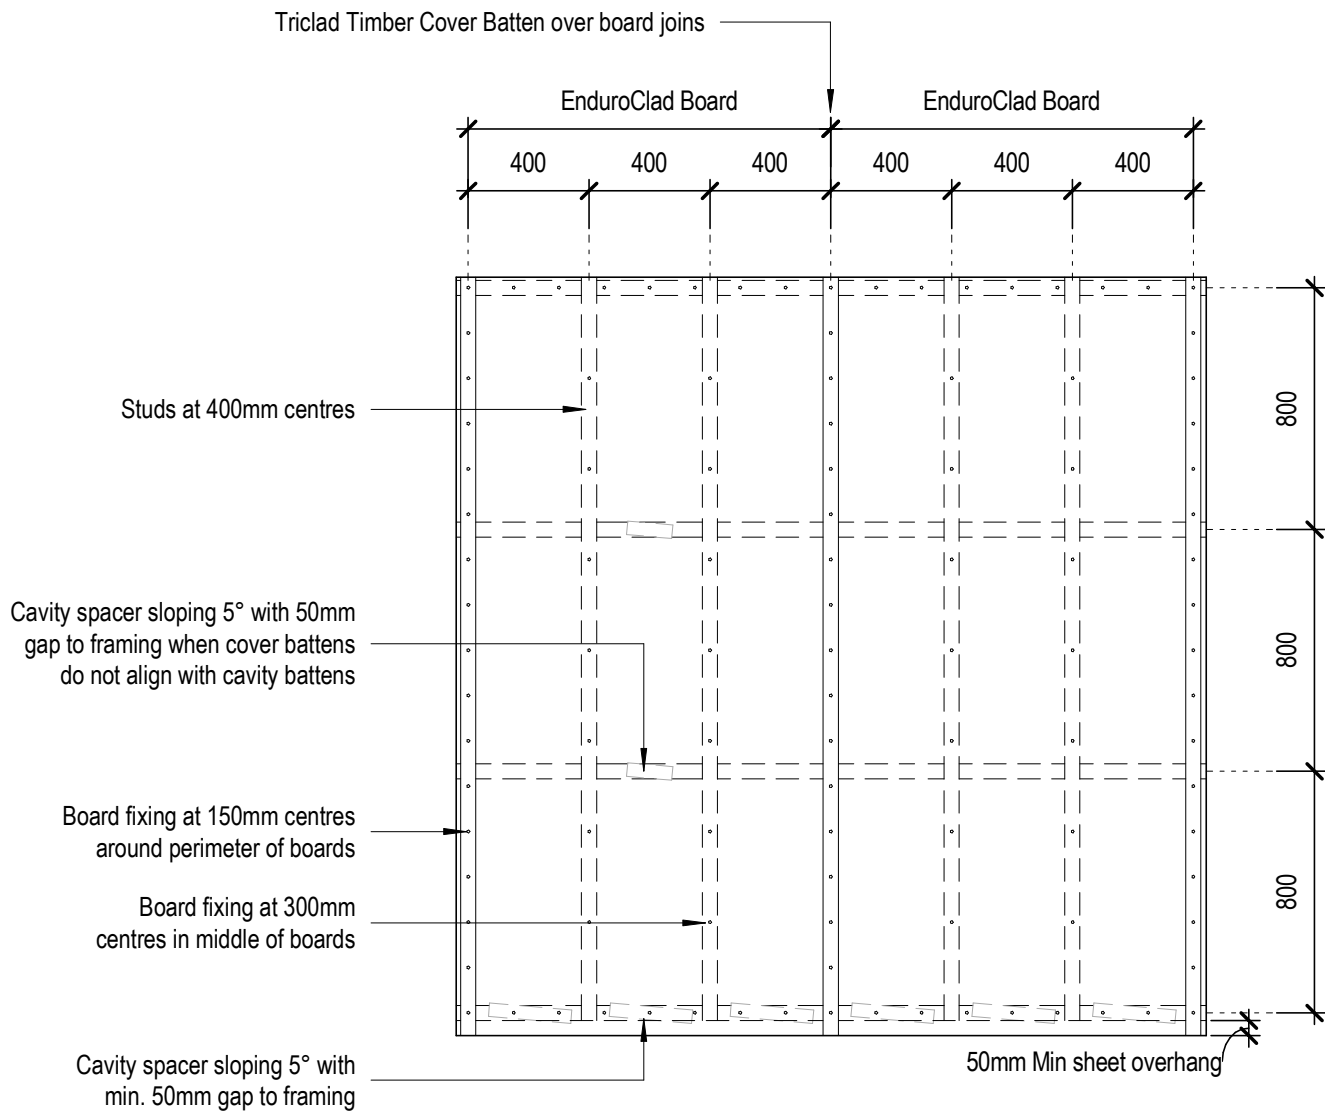 Triclad Timber Cover Batten over board joins
EnduroClad Board
EnduroClad Board
400
400
400
400
400
400
Studs at 400mm centres
800
Cavity spacer sloping 5° with 50mm
gap to framing when cover battens
do not align with cavity battens
800
Board fixing at 150mm centres
around perimeter of boards
Board fixing at 300mm
centres in middle of boards
800
Cavity spacer sloping 5° with
min. 50mm gap to framing
50mm Min sheet overhang